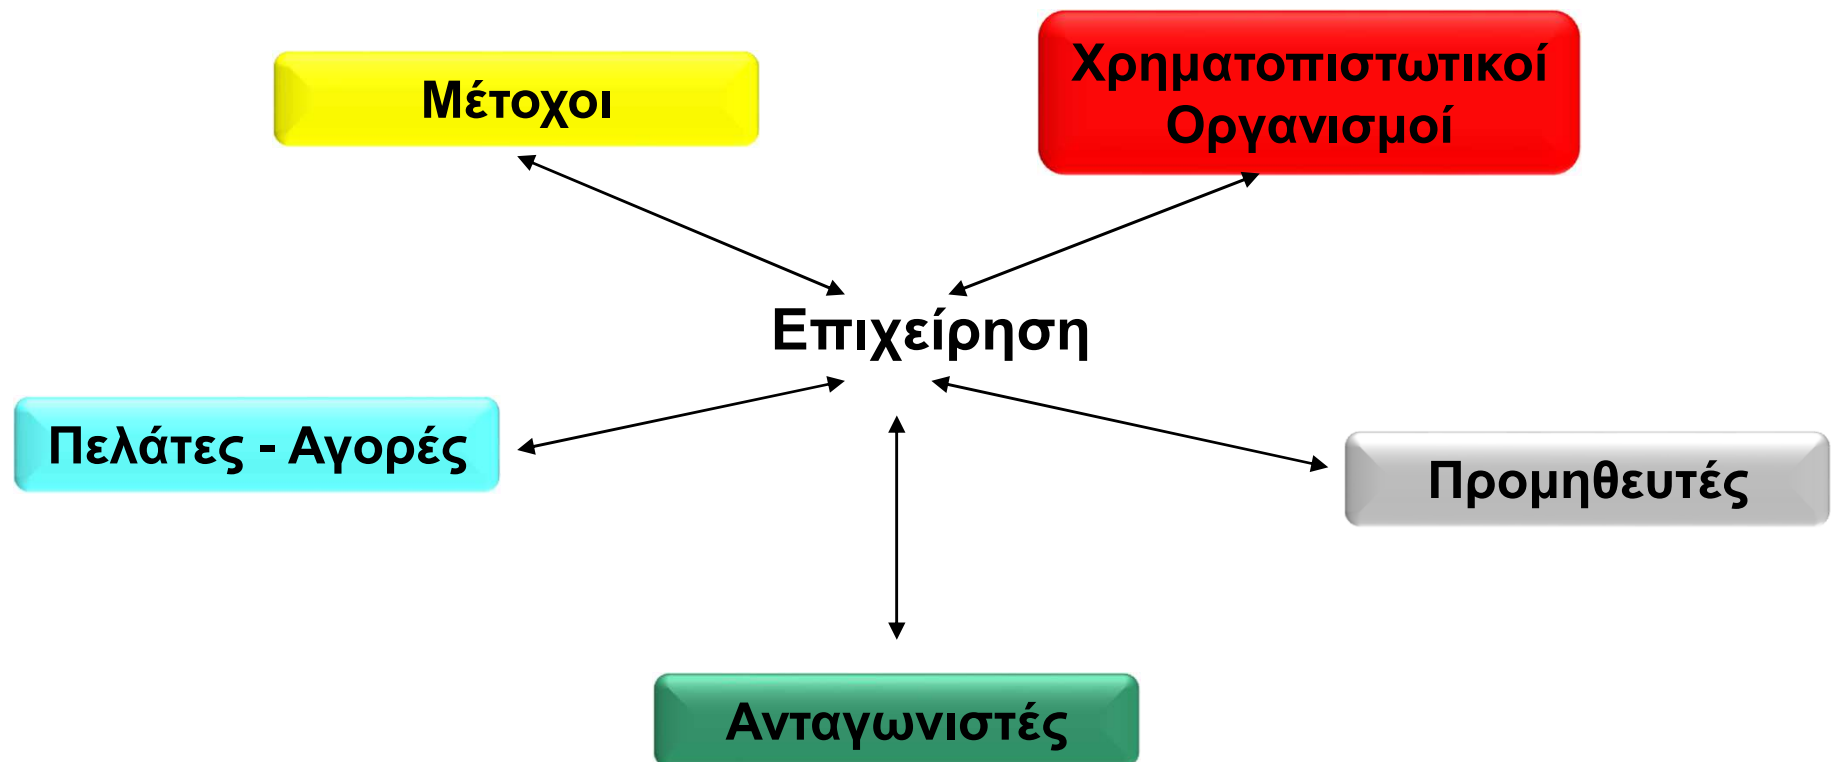 Μέτοχοι
Χρηματοπιστωτικοί
Οργανισμοί
Επιχείρηση
Πελάτες - Αγορές
Προμηθευτές
Ανταγωνιστές